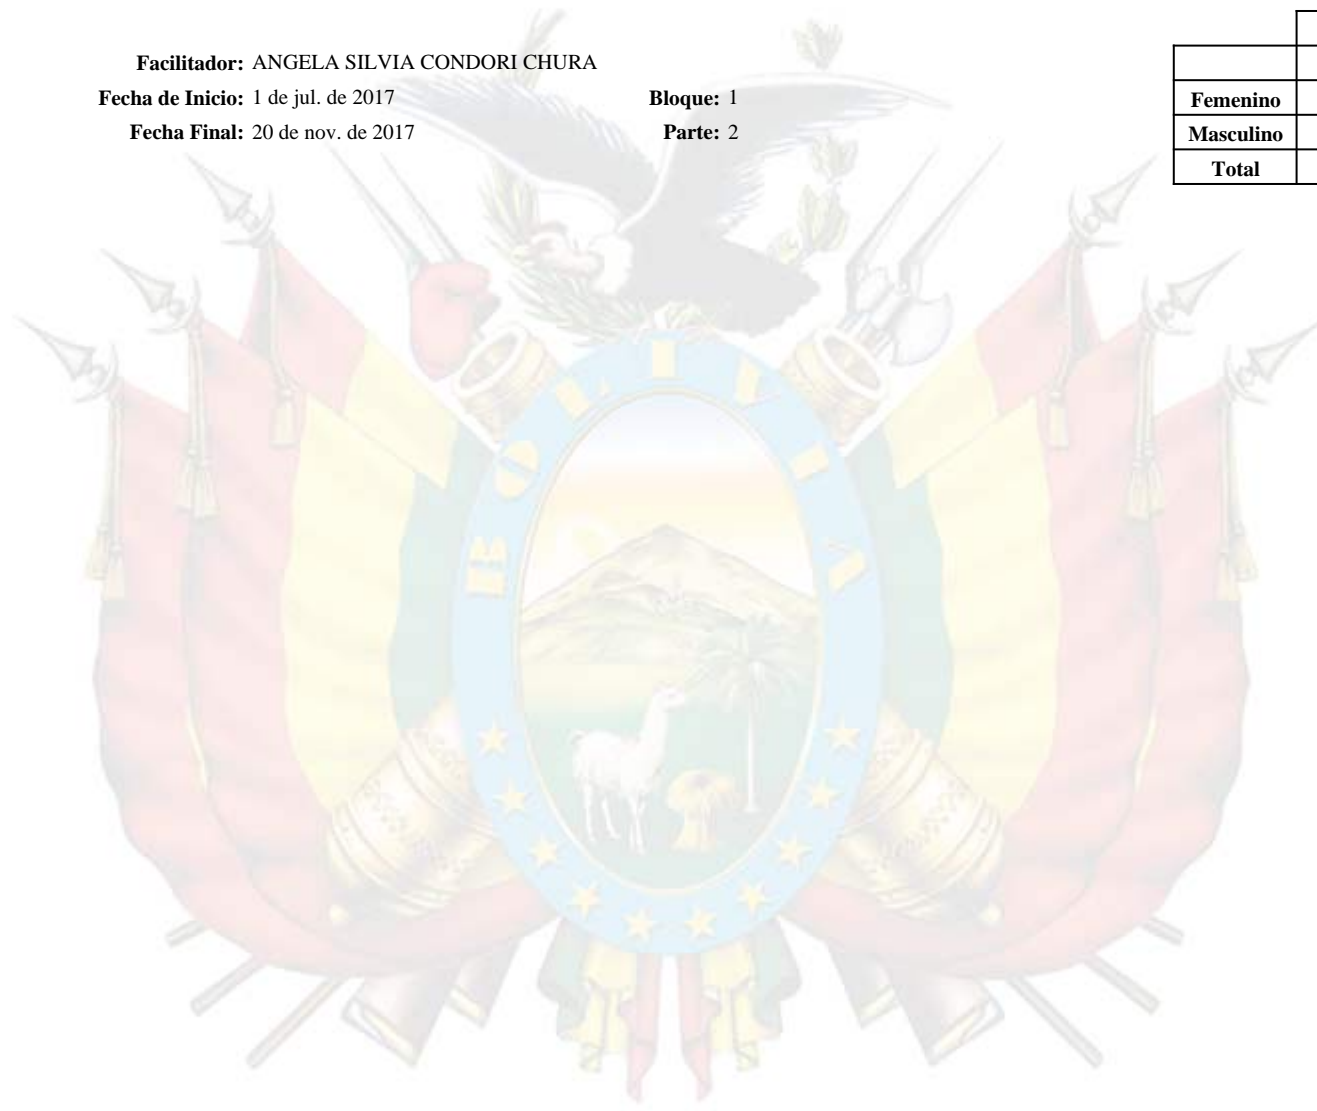 Facilitador: ANGELA SILVIA CONDORI CHURA
Fecha de Inicio: 1 de jul. de 2017 Bloque: 1
Fecha Final: 20 de nov. de 2017 Parte: 2
Femenino
Masculino
Total
BOLIVIA